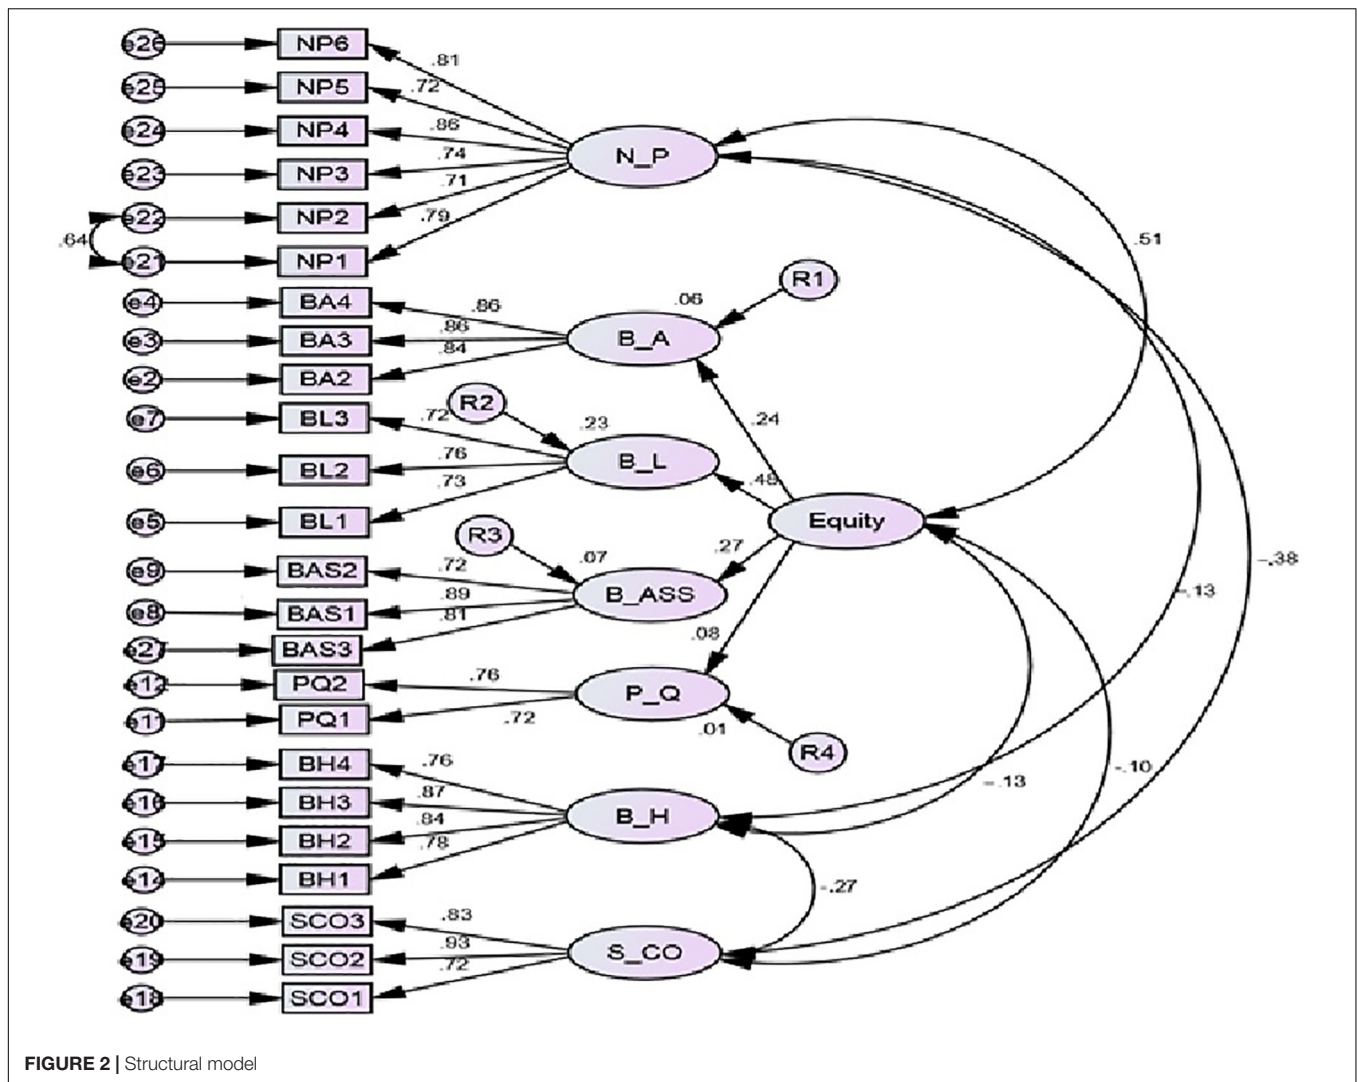 e26 NP6 .81
e25 NP5 .72
e24 NP4 .86
e23 NP3 .74
N_P
.71
e22 NP2 .79
.64
e21 NP1
.51
e4 BA4 .86
.06 R1
e3 BA3 .86
B_A
e2 BA2 .84
e7 BL3 .72
R2 .23
.24
e6 BL2 .76
B_L
.73
.48
e5 BL1
Equity
R3 .07
.27
e9 BAS2 .72
e8 BAS1 .89
B_ASS
.81
e27 BAS3
-.38
-.13
.08
e12 PQ2 .76
P_Q
e11 PQ1 .72
.01
R4
e17 BH4 .76
e16 BH3 .87
B_H
e15 BH2 .84
.78
e14 BH1
-.13
-.10
-.27
e20 SCO3 .83
e19 SCO2 .93
S_CO
.72
e18 SCO1
FIGURE 2 | Structural model